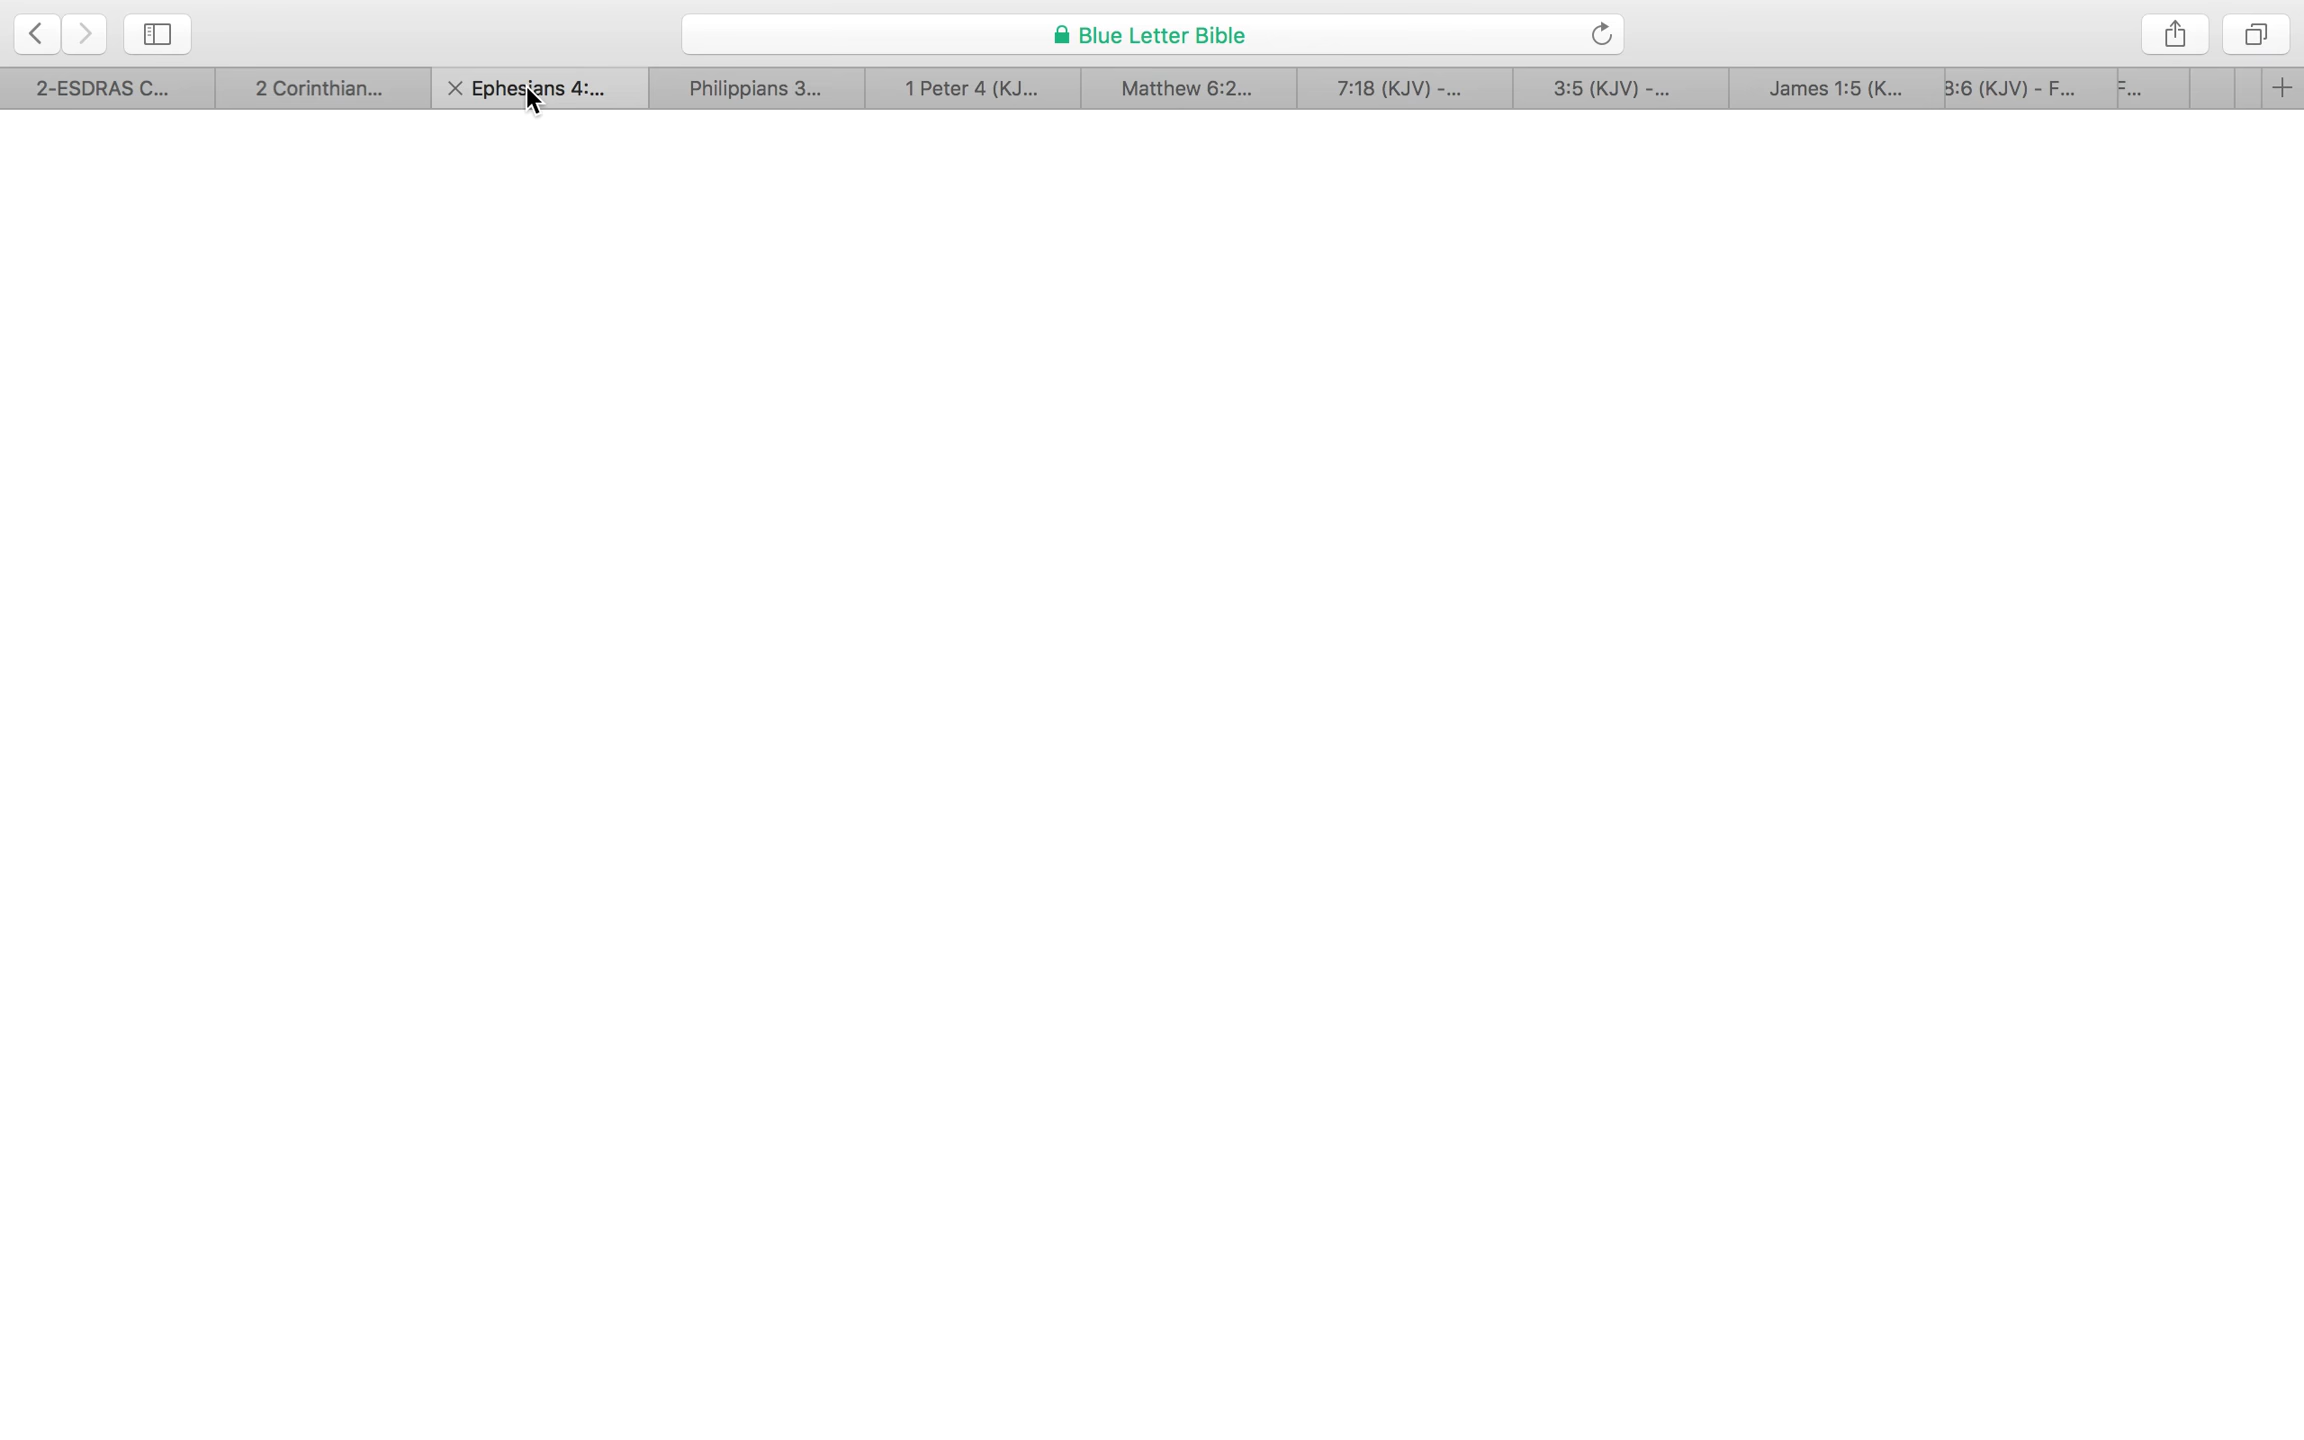 Blue Letter Bible
2-ESDRAS C...
2 Corinthian...
Ephesians 4:...
Philippians 3...
1 Peter 4 (KJ...
Matthew 6:2...
7:18 (KJV) -...
3:5 (KJV) -...
James 1:5 (K...
8:6 (KJV) - F...
F...